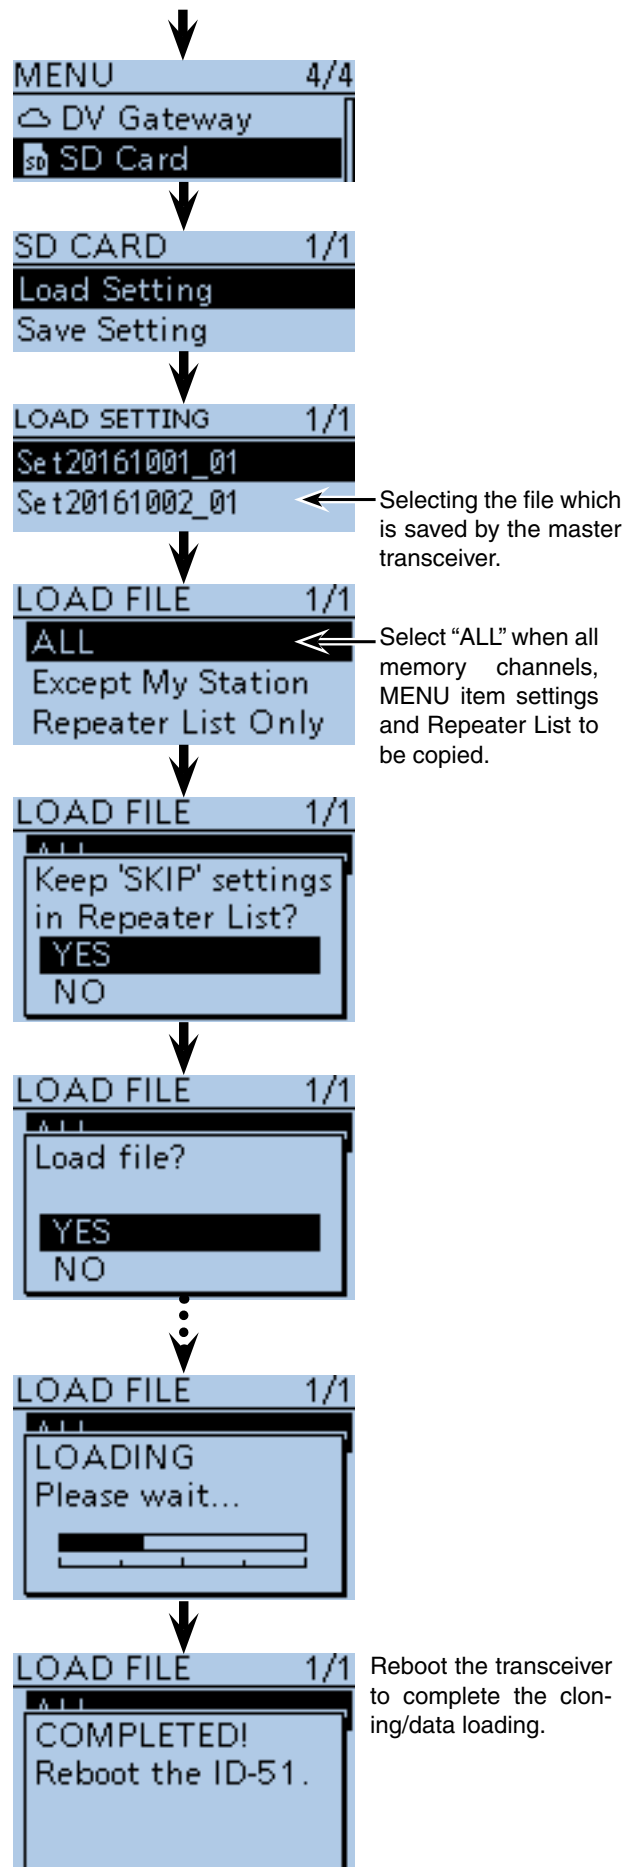 MENU 4/4
DV Gateway
SD SD Card
SD CARD 1/1
Load Setting
Save Setting
LOAD SETTING 1/1
Set20161001_01
Set20161002_01
Selecting the file which
is saved by the master
transceiver.
LOAD FILE 1/1
ALL
Except My Station
Repeater List Only
Select “ALL” when all
memory channels,
MENU item settings
and Repeater List to
be copied.
LOAD FILE 1/1
ALL
Keep 'SKIP' settings
in Repeater List?
YES
NO
LOAD FILE 1/1
ALL
Load file?
YES
NO
LOAD FILE 1/1
ALL
LOADING
Please wait...
LOAD FILE 1/1
ALL
COMPLETED!
Reboot the ID-51.
Reboot the transceiver
to complete the clon-
ing/data loading.